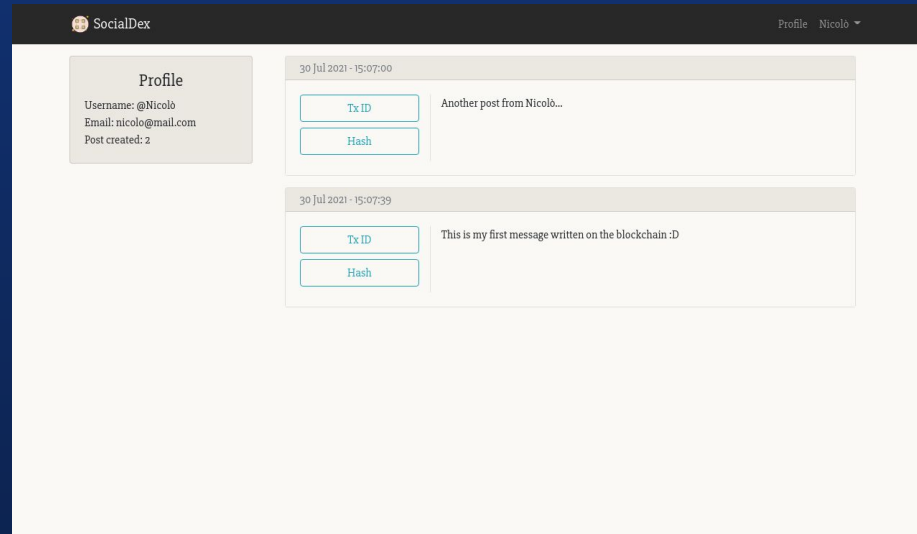 SocialDex
Profile Nicolò
Profile
Username: @Nicolò
Email: nicolo@mail.com
Post created: 2
30 Jul 2021 - 15:07:00
Tx ID
Hash
Another post from Nicolò...
30 Jul 2021 - 15:07:39
Tx ID
Hash
This is my first message written on the blockchain :D